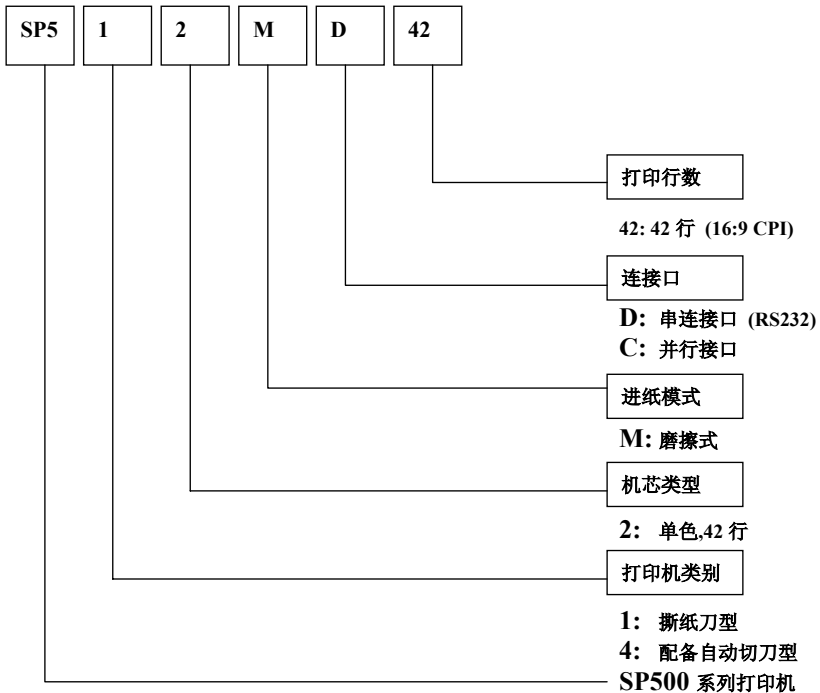 SP5 1 2 M D 42
打印行数
42: 42 行 (16:9 CPI)
连接口
D: 串连接口 (RS232)
C: 并行接口
进纸模式
M: 磨擦式
机芯类型
2: 单色,42 行
打印机类别
1: 撕纸刀型
4: 配备自动切刀型
SP500 系列打印机